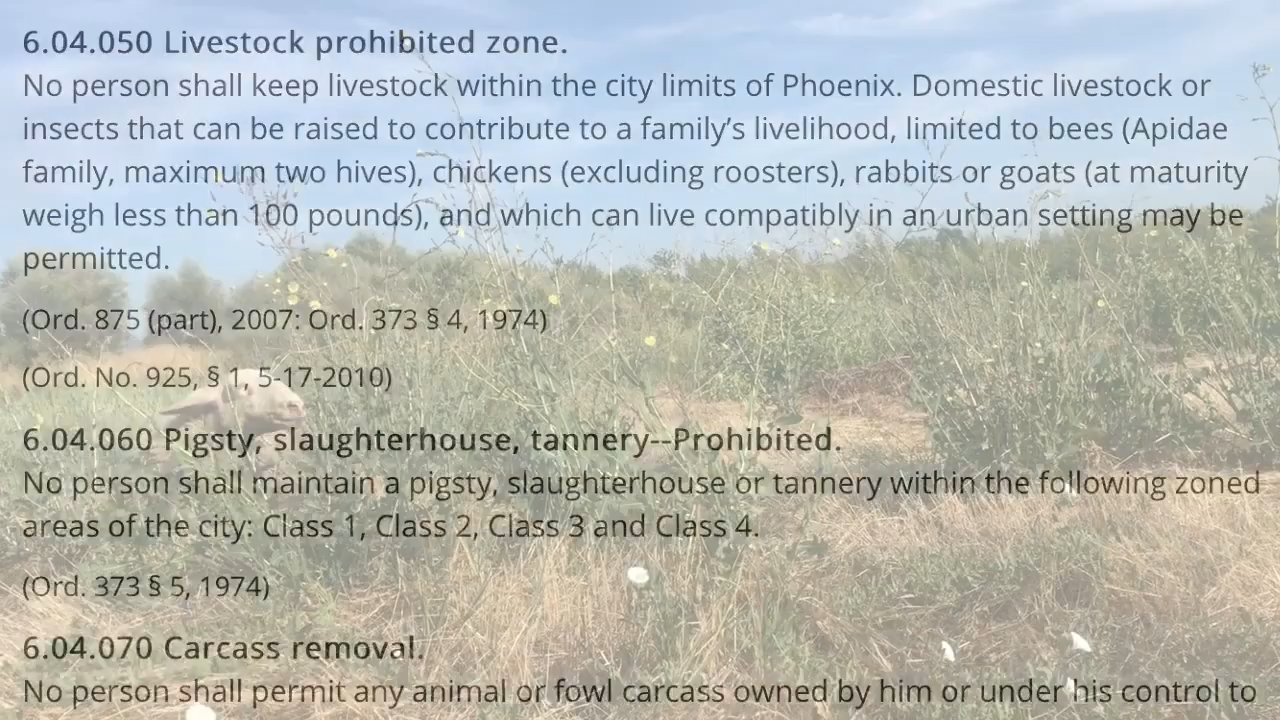 6.04.050 Livestock prohibited zone.
No person shall keep livestock within the city limits of Phoenix. Domestic livestock or
insects that can be raised to contribute to a family’s livelihood, limited to bees (Apidae
family, maximum two hives), chickens (excluding roosters), rabbits or goats (at maturity
weigh less than 100 pounds), and which can live compatibly in an urban setting may be
permitted.
(Ord. 875 (part), 2007: Ord. 373 § 4, 1974)
(Ord. No. 925, § 1, 5-17-2010)
6.04.060 Pigsty, slaughterhouse, tannery--Prohibited.
No person shall maintain a pigsty, slaughterhouse or tannery within the following zoned
areas of the city: Class 1, Class 2, Class 3 and Class 4.
(Ord. 373 § 5, 1974)
6.04.070 Carcass removal.
No person shall permit any animal or fowl carcass owned by him or under his control to